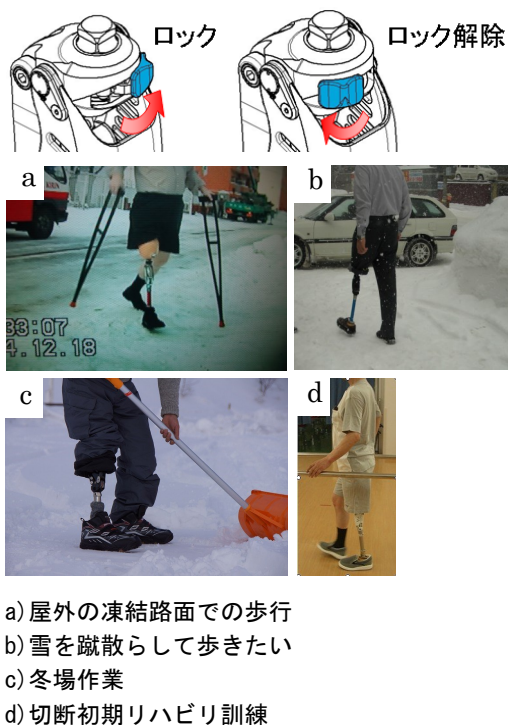 ロック
ロック解除
a
b
33:07
4.12.18
c
d
a)屋外の凍結路面での歩行
b)雪を蹴散らして歩きたい
c)冬場作業
d)切断初期リハビリ訓練